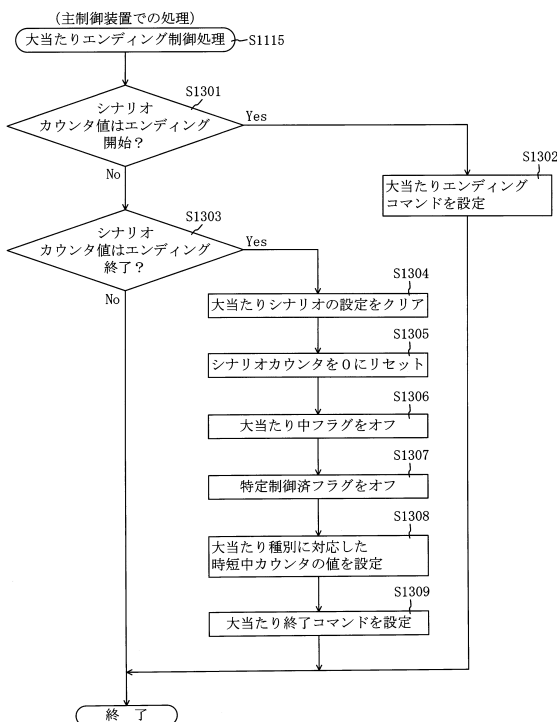 (主制御装置での処理)
大当たりエンディング制御処理
S1115
S1301
シナリオ
カウンタ値はエンディング
開始?
Yes
No
S1302
大当たりエンディング
コマンドを設定
S1303
シナリオ
カウンタ値はエンディング
終了?
Yes
No
S1304
大当たりシナリオの設定をクリア
S1305
シナリオカウンタを0にリセット
S1306
大当たり中フラグをオフ
S1307
特定制御済フラグをオフ
S1308
大当たり種別に対応した
時短中カウンタの値を設定
S1309
大当たり終了コマンドを設定
終 了